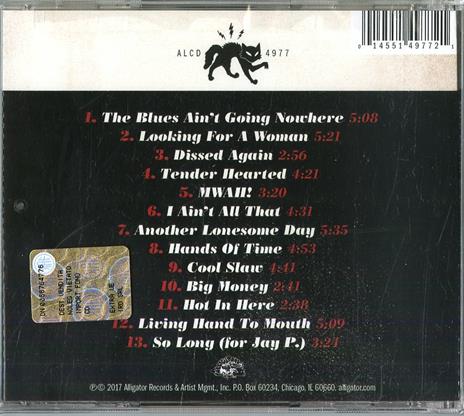 ALCD 4977
0 14551 49772 1
1. The Blues Ain't Going Nowhere 5:08
2. Looking For A Woman 5:21
3. Dissed Again 2:56
4. Tender Hearted 4:21
5. MWAH! 3:20
6. I Ain't All That 4:31
7. Another Lonesome Day 5:35
8. Hands Of Time 4:53
9. Cool Slaw 4:41
10. Big Money 2:41
11. Hot In Here 2:38
12. Living Hand To Mouth 5:09
13. So Long (for Jay P.) 3:24
CD
℗© 2017 Alligator Records & Artist Mgmt., Inc. P.O. Box 60234, Chicago, IL 60660. alligator.com